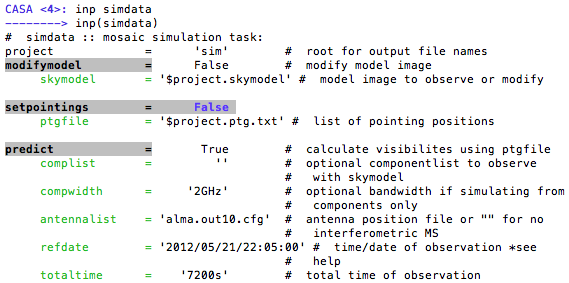 CASA <4>: inp simdata
--------> inp(simdata)
# simdata :: mosaic simulation task:
project = 'sim' # root for output file names
modifymodel = False # modify model image
skymodel = '$project.skymodel' # model image to observe or modify
setpointings = False
ptgfile = '$project.ptg.txt' # list of pointing positions
predict = True # calculate visibilites using ptgfile
complist = '' # optional componentlist to observe
# with skymodel
compwidth = '2GHz' # optional bandwidth if simulating from
# components only
antennalist = 'alma.out10.cfg' # antenna position file or "" for no
# interferometric MS
refdate = '2012/05/21/22:05:00' # time/date of observation *see
# help
totaltime = '7200s' # total time of observation